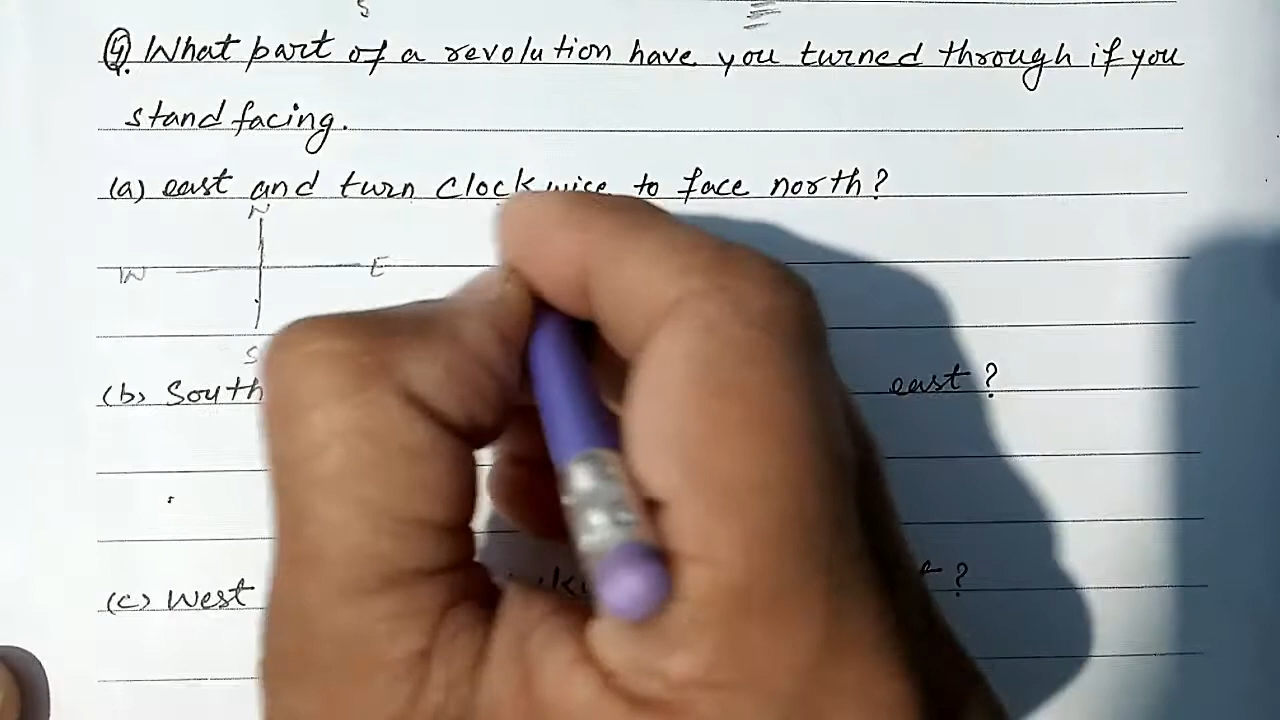 S
Q. What part of a revolution have you turned through if you
stand facing.
(a) east and turn clockwise to face north?
N
W E
S
(b) South east?
(c) West ?